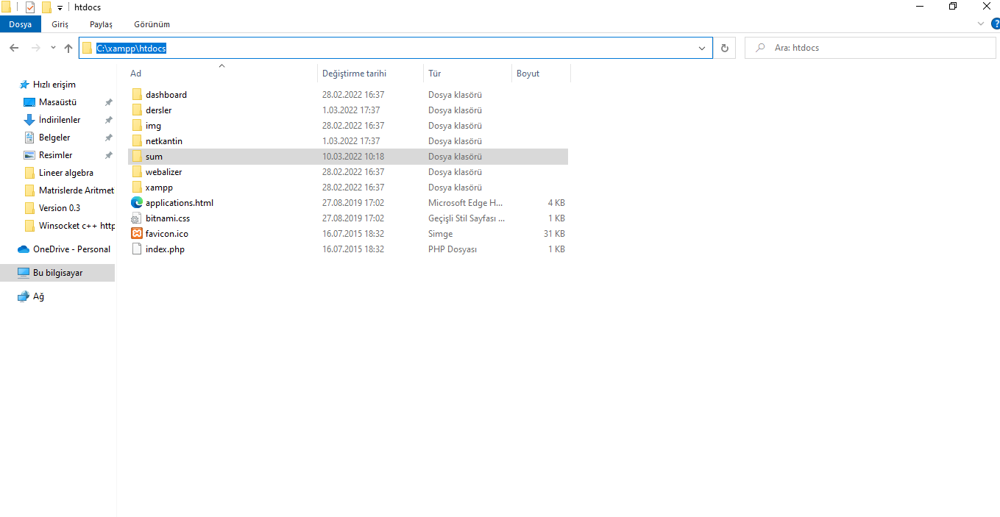 htdocs
Dosya Giriş Paylaş Görünüm
C:\xampp\htdocs Ara: htdocs
Ad Değiştirme tarihi Tür Boyut
Hızlı erişim
Masaüstü
İndirilenler
Belgeler
Resimler
Lineer algebra
Matrislerde Aritmet
Version 0.3
Winsocket c++ http
OneDrive - Personal
Bu bilgisayar
Ağ
dashboard 28.02.2022 16:37 Dosya klasörü
dersler 1.03.2022 17:37 Dosya klasörü
img 28.02.2022 16:37 Dosya klasörü
netkantin 1.03.2022 17:37 Dosya klasörü
sum 10.03.2022 10:18 Dosya klasörü
webalizer 28.02.2022 16:37 Dosya klasörü
xampp 28.02.2022 16:37 Dosya klasörü
applications.html 27.08.2019 17:02 Microsoft Edge H... 4 KB
bitnami.css 27.08.2019 17:02 Geçişli Stil Sayfası ... 1 KB
favicon.ico 16.07.2015 18:32 Simge 31 KB
index.php 16.07.2015 18:32 PHP Dosyası 1 KB